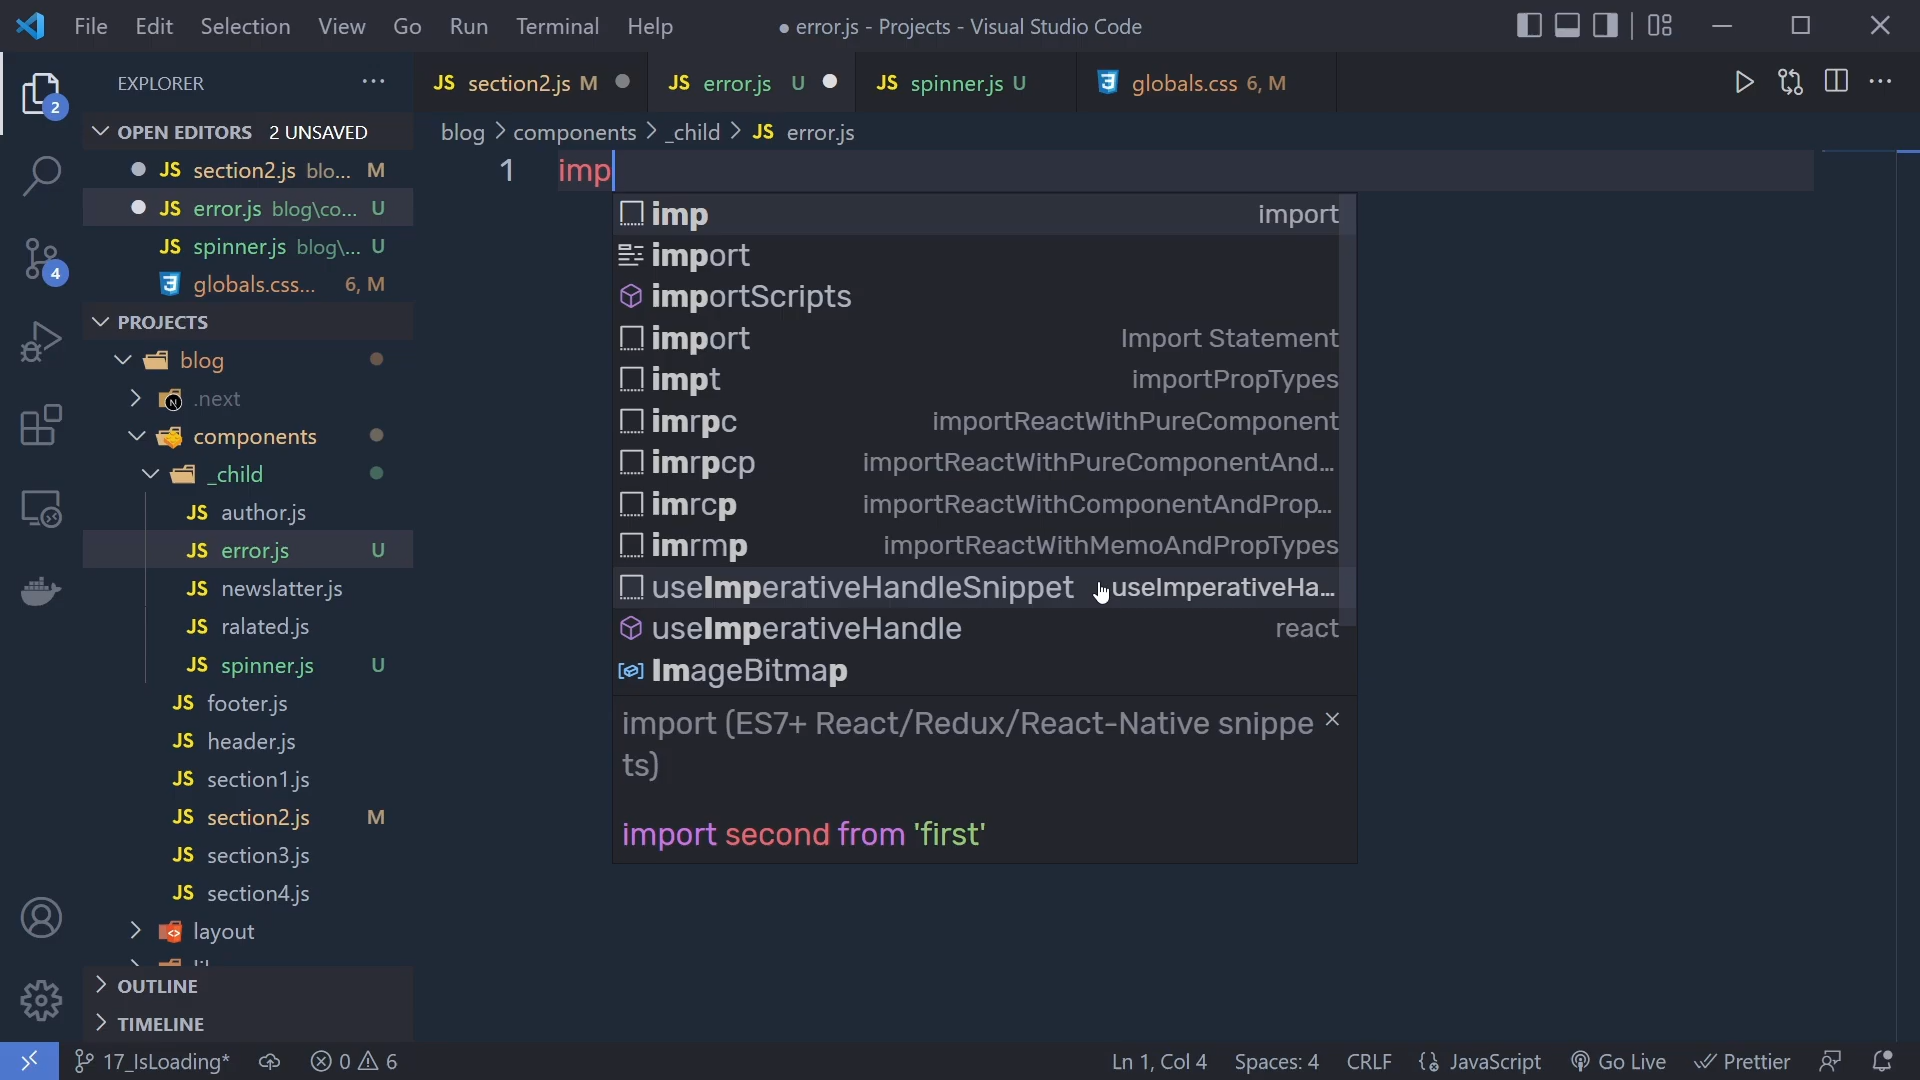 File Edit Selection View Go Run Terminal Help ● error.js - Projects - Visual Studio Code
EXPLORER
JS section2.js M
JS error.js U
JS spinner.js U
globals.css 6, M
OPEN EDITORS 2 UNSAVED
JS section2.js blo... M
JS error.js blog\co... U
JS spinner.js blog\... U
globals.css... 6, M
PROJECTS
blog
.next
components
_child
JS author.js
JS error.js U
JS newslatter.js
JS ralated.js
JS spinner.js U
JS footer.js
JS header.js
JS section1.js
JS section2.js M
JS section3.js
JS section4.js
layout
OUTLINE
TIMELINE
2
4
blog > components > _child > JS error.js
1 imp
imp import
import
importScripts
import Import Statement
impt importPropTypes
imrpc importReactWithPureComponent
imrpcp importReactWithPureComponentAnd...
imrcp importReactWithComponentAndProp...
imrmp importReactWithMemoAndPropTypes
useImperativeHandleSnippet useImperativeHa...
useImperativeHandle react
ImageBitmap
import (ES7+ React/Redux/React-Native snippe
ts)
import second from 'first'
17_IsLoading* 0 6 Ln 1, Col 4 Spaces: 4 CRLF {} JavaScript Go Live Prettier